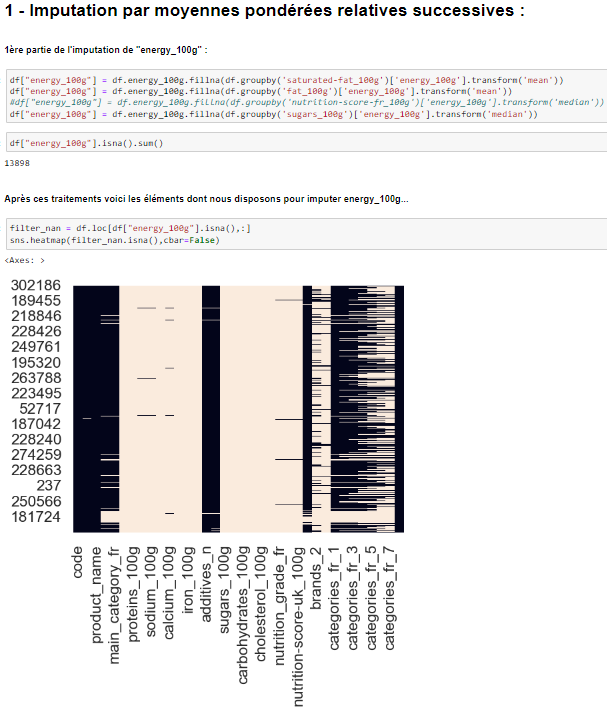 1 - Imputation par moyennes pondérées relatives successives :
1ère partie de l'imputation de "energy_100g" :
df["energy_100g"] = df.energy_100g.fillna(df.groupby('saturated-fat_100g')['energy_100g'].transform('mean'))
df["energy_100g"] = df.energy_100g.fillna(df.groupby('fat_100g')['energy_100g'].transform('mean'))
#df["energy_100g"] = df.energy_100g.fillna(df.groupby('nutrition-score-fr_100g')['energy_100g'].transform('median'))
df["energy_100g"] = df.energy_100g.fillna(df.groupby('sugars_100g')['energy_100g'].transform('median'))
df["energy_100g"].isna().sum()
13898
Après ces traitements voici les éléments dont nous disposons pour imputer energy_100g...
filter_nan = df.loc[df["energy_100g"].isna(),:]
sns.heatmap(filter_nan.isna(),cbar=False)
<Axes: >
302186
189455
218846
228426
249761
195320
263788
223495
52717
187042
228240
274259
228663
237
250566
181724
code
product_name
main_category_fr
proteins_100g
sodium_100g
calcium_100g
iron_100g
additives_n
sugars_100g
carbohydrates_100g
cholesterol_100g
nutrition_grade_fr
nutrition-score-uk_100g
brands_2
categories_fr_1
categories_fr_3
categories_fr_5
categories_fr_7